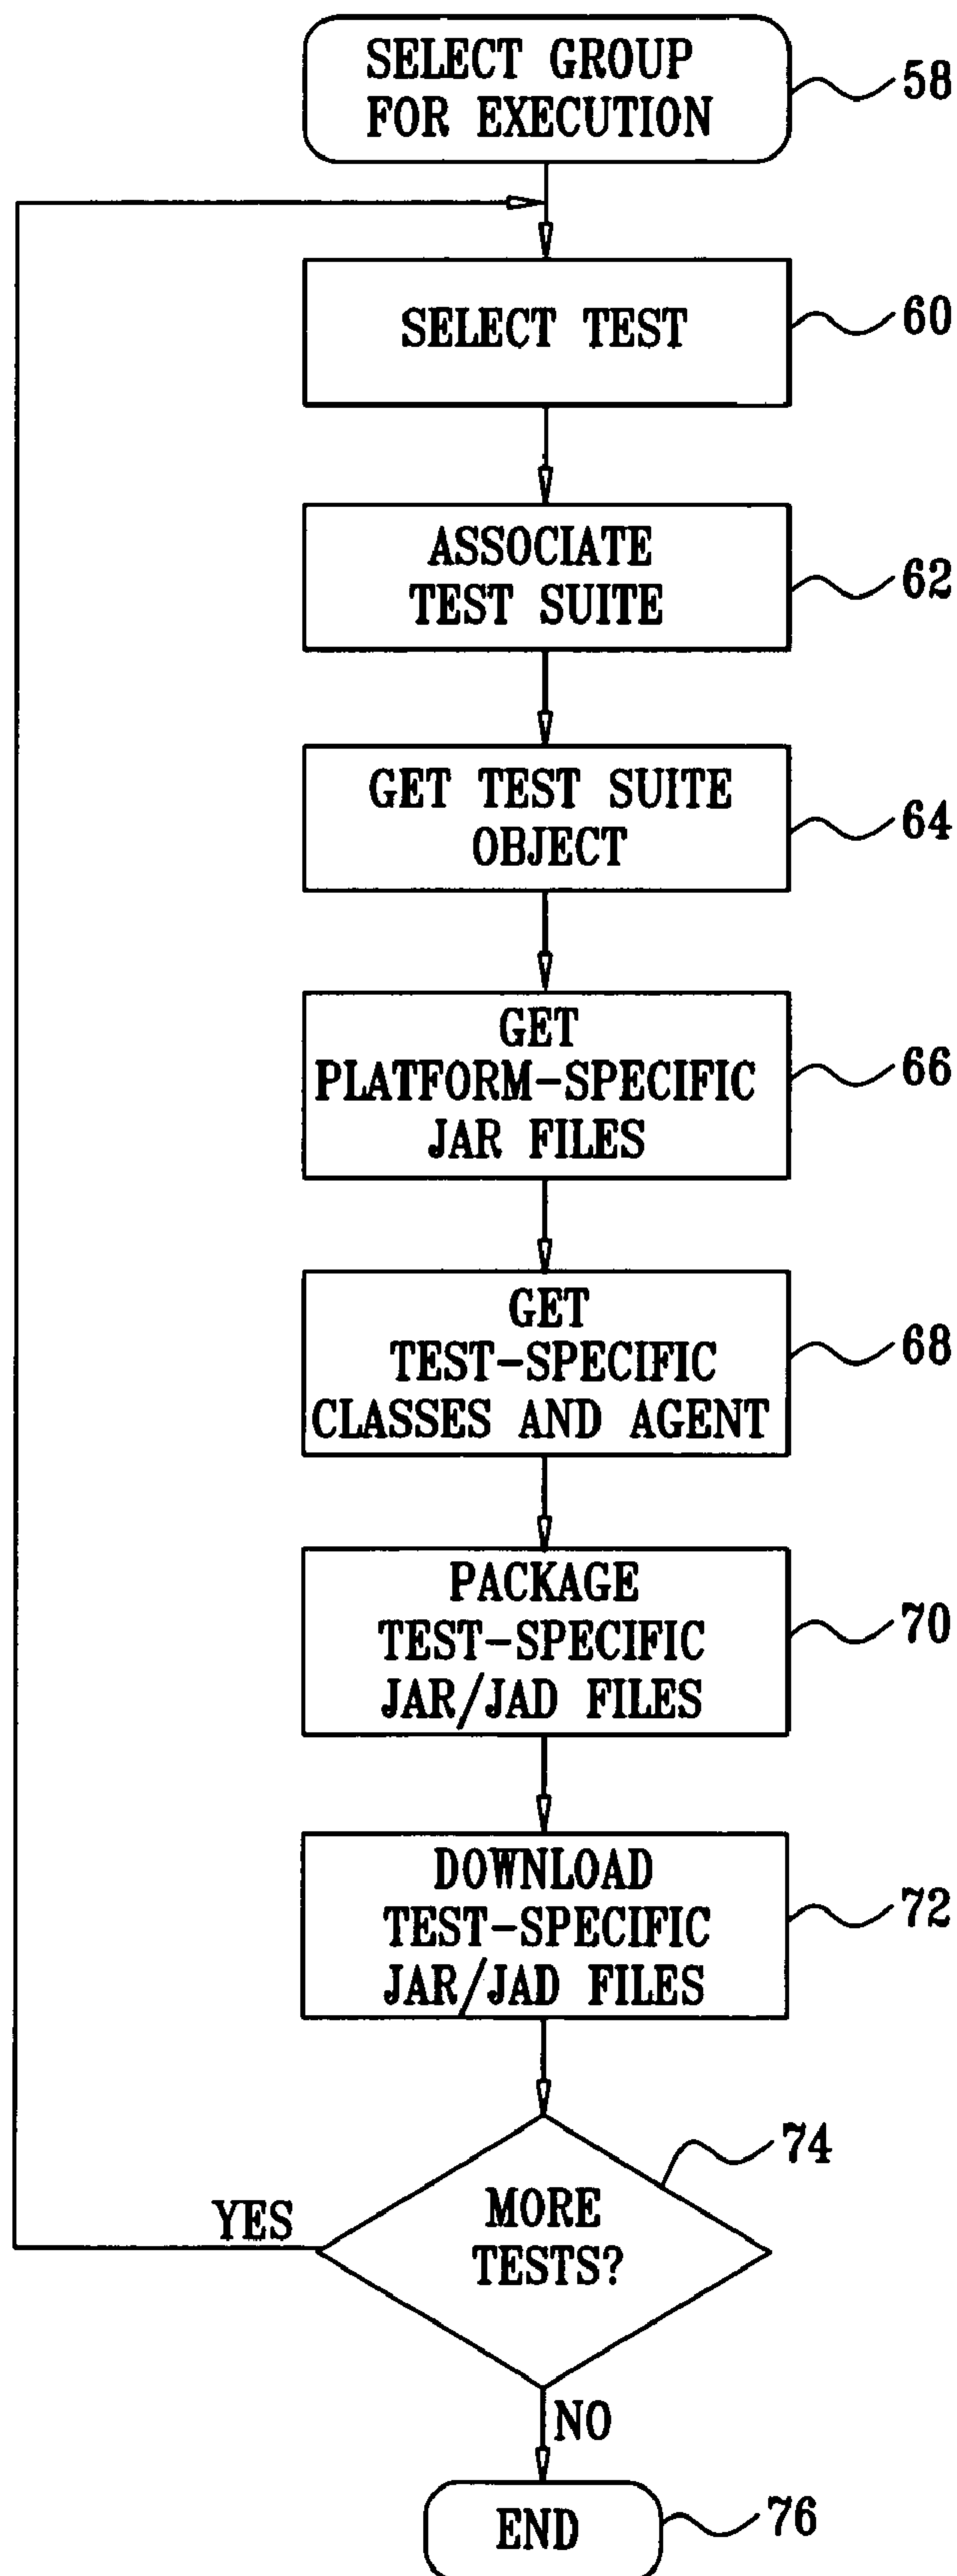 SELECT GROUP
FOR EXECUTION
58
SELECT TEST
60
ASSOCIATE
TEST SUITE
62
GET TEST SUITE
OBJECT
64
GET
PLATFORM-SPECIFIC
JAR FILES
66
GET
TEST-SPECIFIC
CLASSES AND AGENT
68
PACKAGE
TEST-SPECIFIC
JAR/JAD FILES
70
DOWNLOAD
TEST-SPECIFIC
JAR/JAD FILES
72
74
YES
MORE
TESTS?
NO
END
76